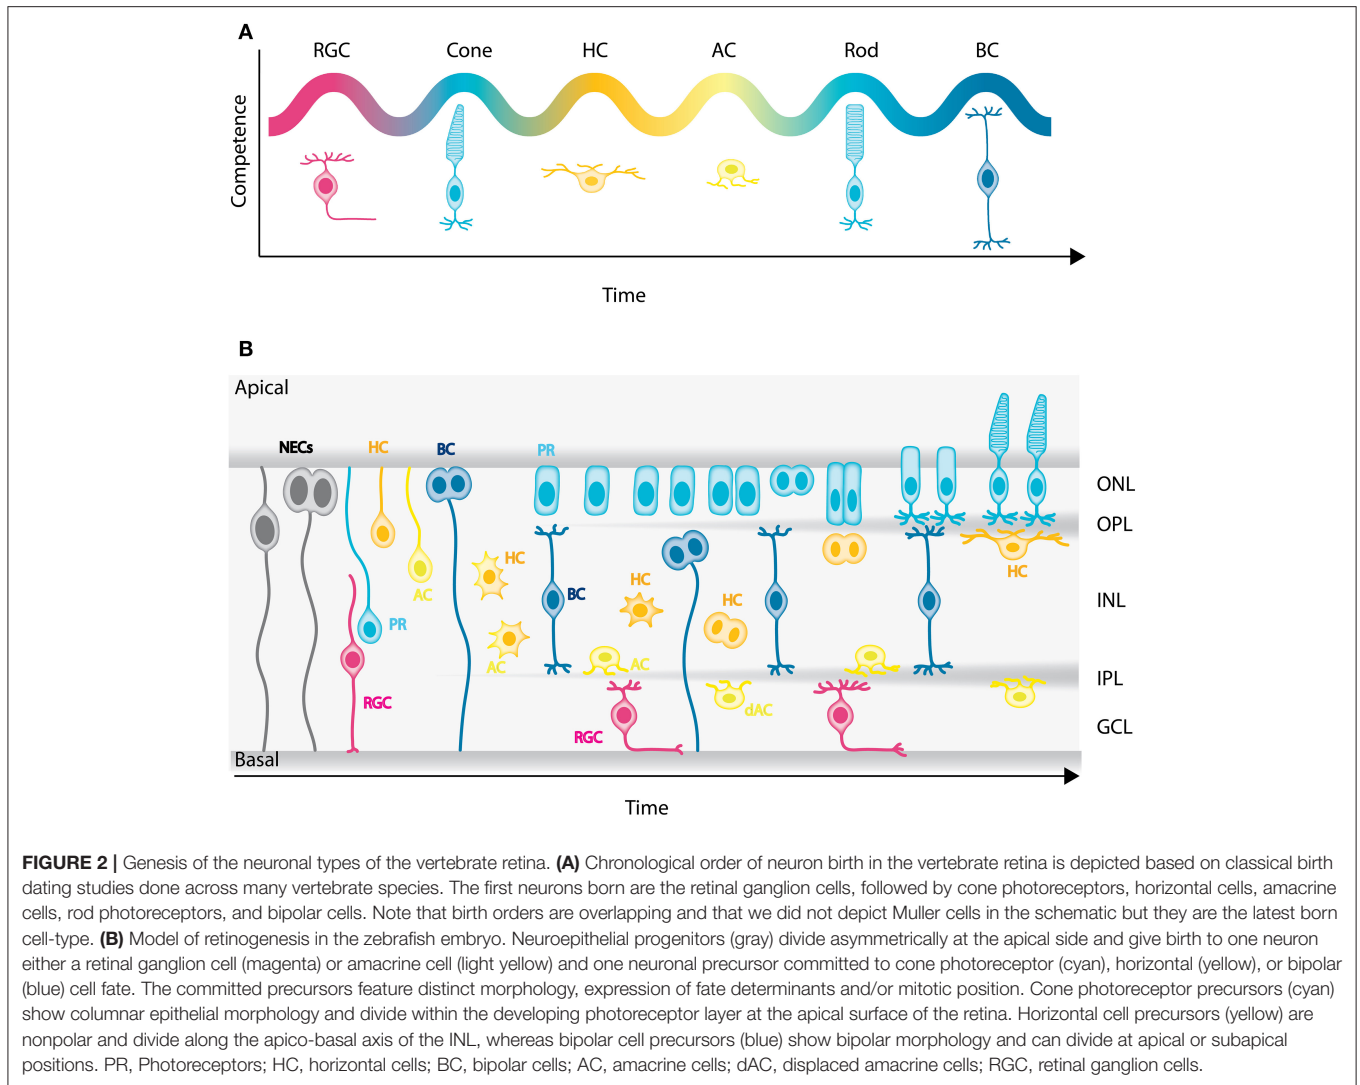 A
RGC Cone HC AC Rod BC
Competence
Time
B
Apical
NECs HC BC PR
ONL
OPL
HC HC
AC HC BC INL
HC
PR
AC AC
IPL
RGC dAC
RGC GCL
Basal
Time
FIGURE 2 | Genesis of the neuronal types of the vertebrate retina. (A) Chronological order of neuron birth in the vertebrate retina is depicted based on classical birth
dating studies done across many vertebrate species. The first neurons born are the retinal ganglion cells, followed by cone photoreceptors, horizontal cells, amacrine
cells, rod photoreceptors, and bipolar cells. Note that birth orders are overlapping and that we did not depict Muller cells in the schematic but they are the latest born
cell-type. (B) Model of retinogenesis in the zebrafish embryo. Neuroepithelial progenitors (gray) divide asymmetrically at the apical side and give birth to one neuron
either a retinal ganglion cell (magenta) or amacrine cell (light yellow) and one neuronal precursor committed to cone photoreceptor (cyan), horizontal (yellow), or bipolar
(blue) cell fate. The committed precursors feature distinct morphology, expression of fate determinants and/or mitotic position. Cone photoreceptor precursors (cyan)
show columnar epithelial morphology and divide within the developing photoreceptor layer at the apical surface of the retina. Horizontal cell precursors (yellow) are
nonpolar and divide along the apico-basal axis of the INL, whereas bipolar cell precursors (blue) show bipolar morphology and can divide at apical or subapical
positions. PR, Photoreceptors; HC, horizontal cells; BC, bipolar cells; AC, amacrine cells; dAC, displaced amacrine cells; RGC, retinal ganglion cells.